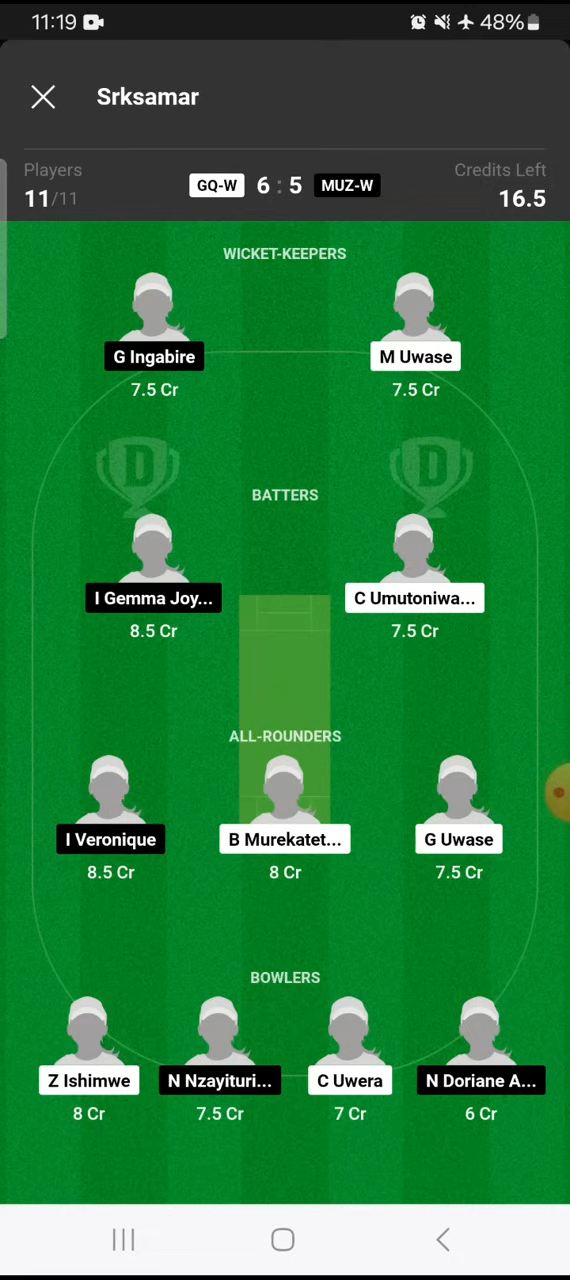 11:19 48%
Srksamar
Players Credits Left
11/11 GQ-W 6 : 5 MUZ-W 16.5
WICKET-KEEPERS
G Ingabire M Uwase
7.5 Cr 7.5 Cr
D D
BATTERS
I Gemma Joy... C Umutoniwa...
8.5 Cr 7.5 Cr
ALL-ROUNDERS
I Veronique B Murekatet... G Uwase
8.5 Cr 8 Cr 7.5 Cr
BOWLERS
Z Ishimwe N Nzayituri... C Uwera N Doriane A...
8 Cr 7.5 Cr 7 Cr 6 Cr